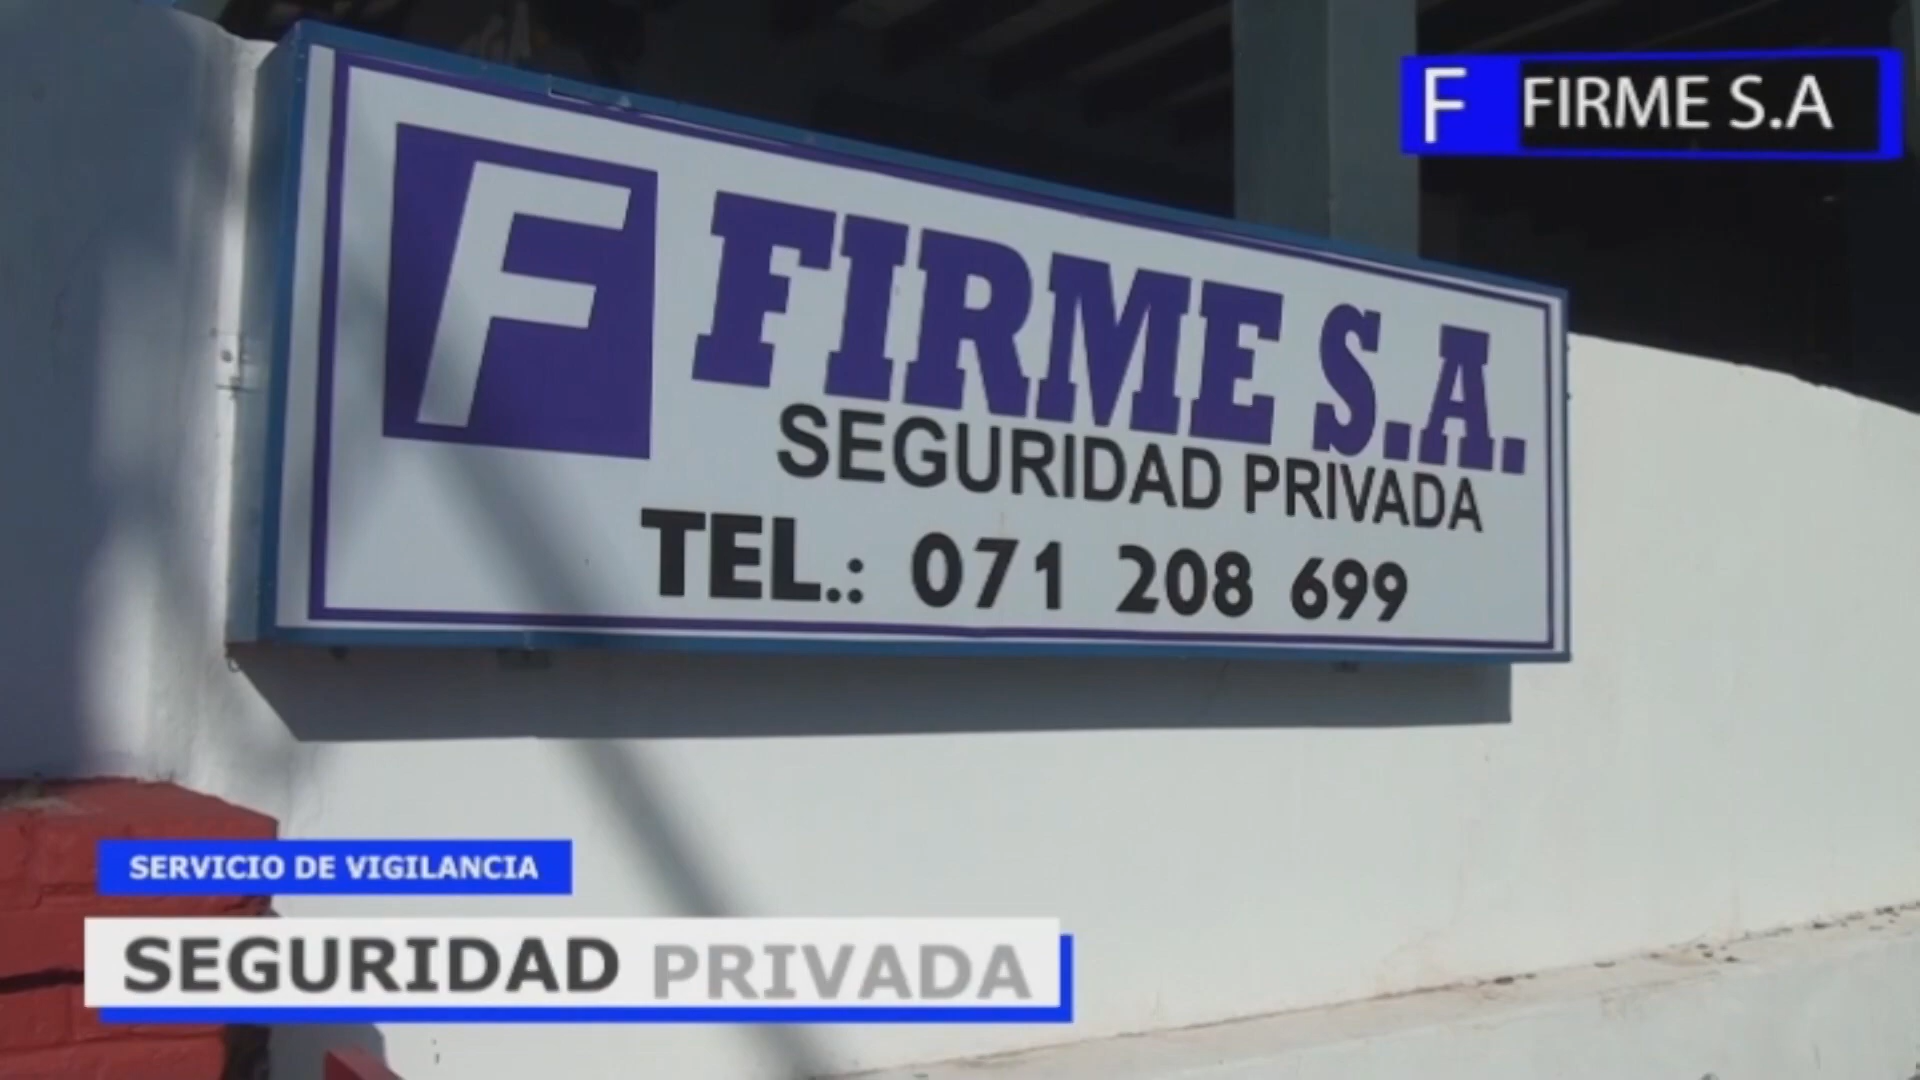 F FIRME S.A
F FIRME S.A.
SEGURIDAD PRIVADA
TEL.: 071 208 699
SERVICIO DE VIGILANCIA
SEGURIDAD PRIVADA